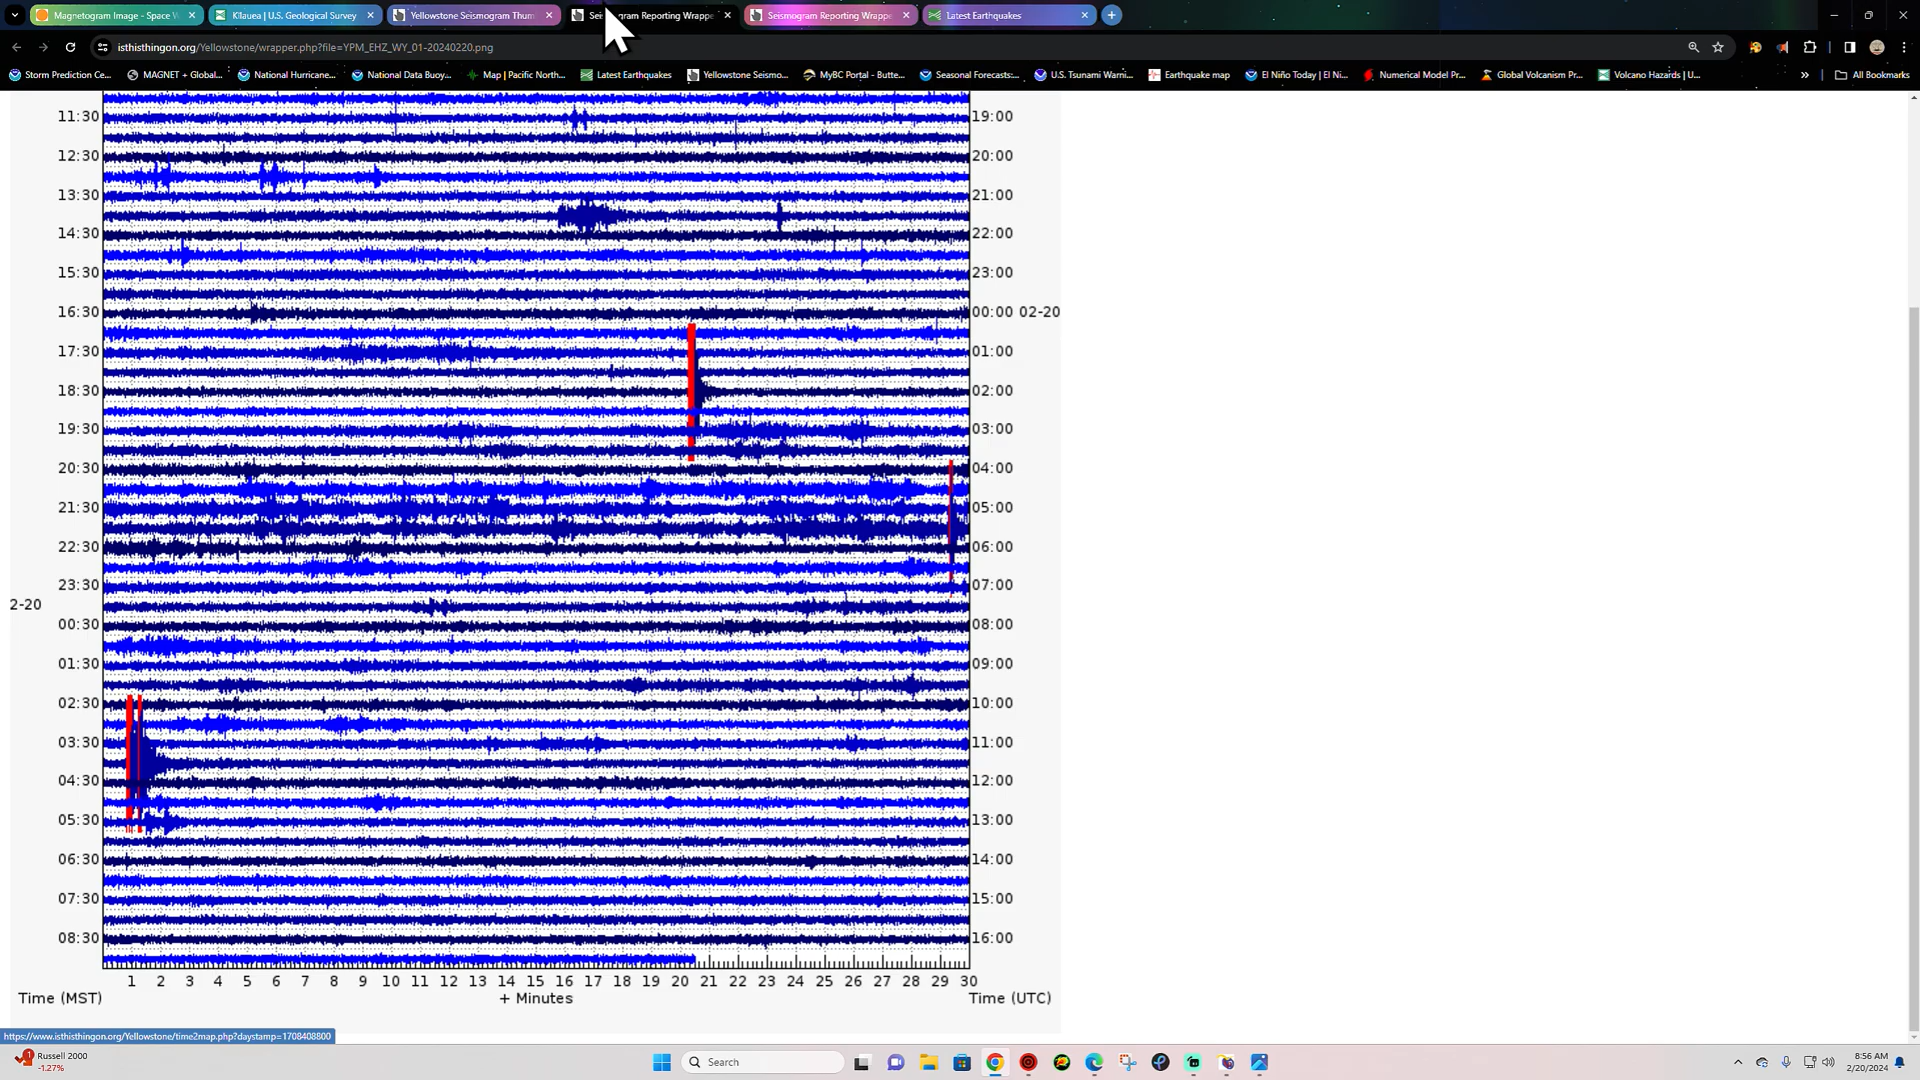 Magnetogram Image - Space W
Kīlauea | U.S. Geological Survey
Yellowstone Seismogram Thum
Seismogram Reporting Wrappe
Latest Earthquakes
isthisthingon.org/Yellowstone/wrapper.php?file=YPM_EHZ_WY_01-20240220.png
Storm Prediction Ce...
MAGNET + Global...
National Hurricane...
National Data Buoy...
Map | Pacific North...
Latest Earthquakes
Yellowstone Seismo...
MyBC Portal - Butte...
Seasonal Forecasts:...
U.S. Tsunami Warni...
Earthquake map
El Niño Today | El Ni...
Numerical Model Pr...
Global Volcanism Pr...
Volcano Hazards | U...
»
All Bookmarks
11:30 19:00
12:30 20:00
13:30 21:00
14:30 22:00
15:30 23:00
16:30 00:00 02-20
17:30 01:00
18:30 02:00
19:30 03:00
20:30 04:00
21:30 05:00
22:30 06:00
23:30 07:00
2-20
00:30 08:00
01:30 09:00
02:30 10:00
03:30 11:00
04:30 12:00
05:30 13:00
06:30 14:00
07:30 15:00
08:30 16:00
1 2 3 4 5 6 7 8 9 10 11 12 13 14 15 16 17 18 19 20 21 22 23 24 25 26 27 28 29 30
Time (MST) + Minutes Time (UTC)
https://www.isthisthingon.org/Yellowstone/time2map.php?daystamp=1708408800
Russell 2000
-1.27%
Search
8:56 AM
2/20/2024